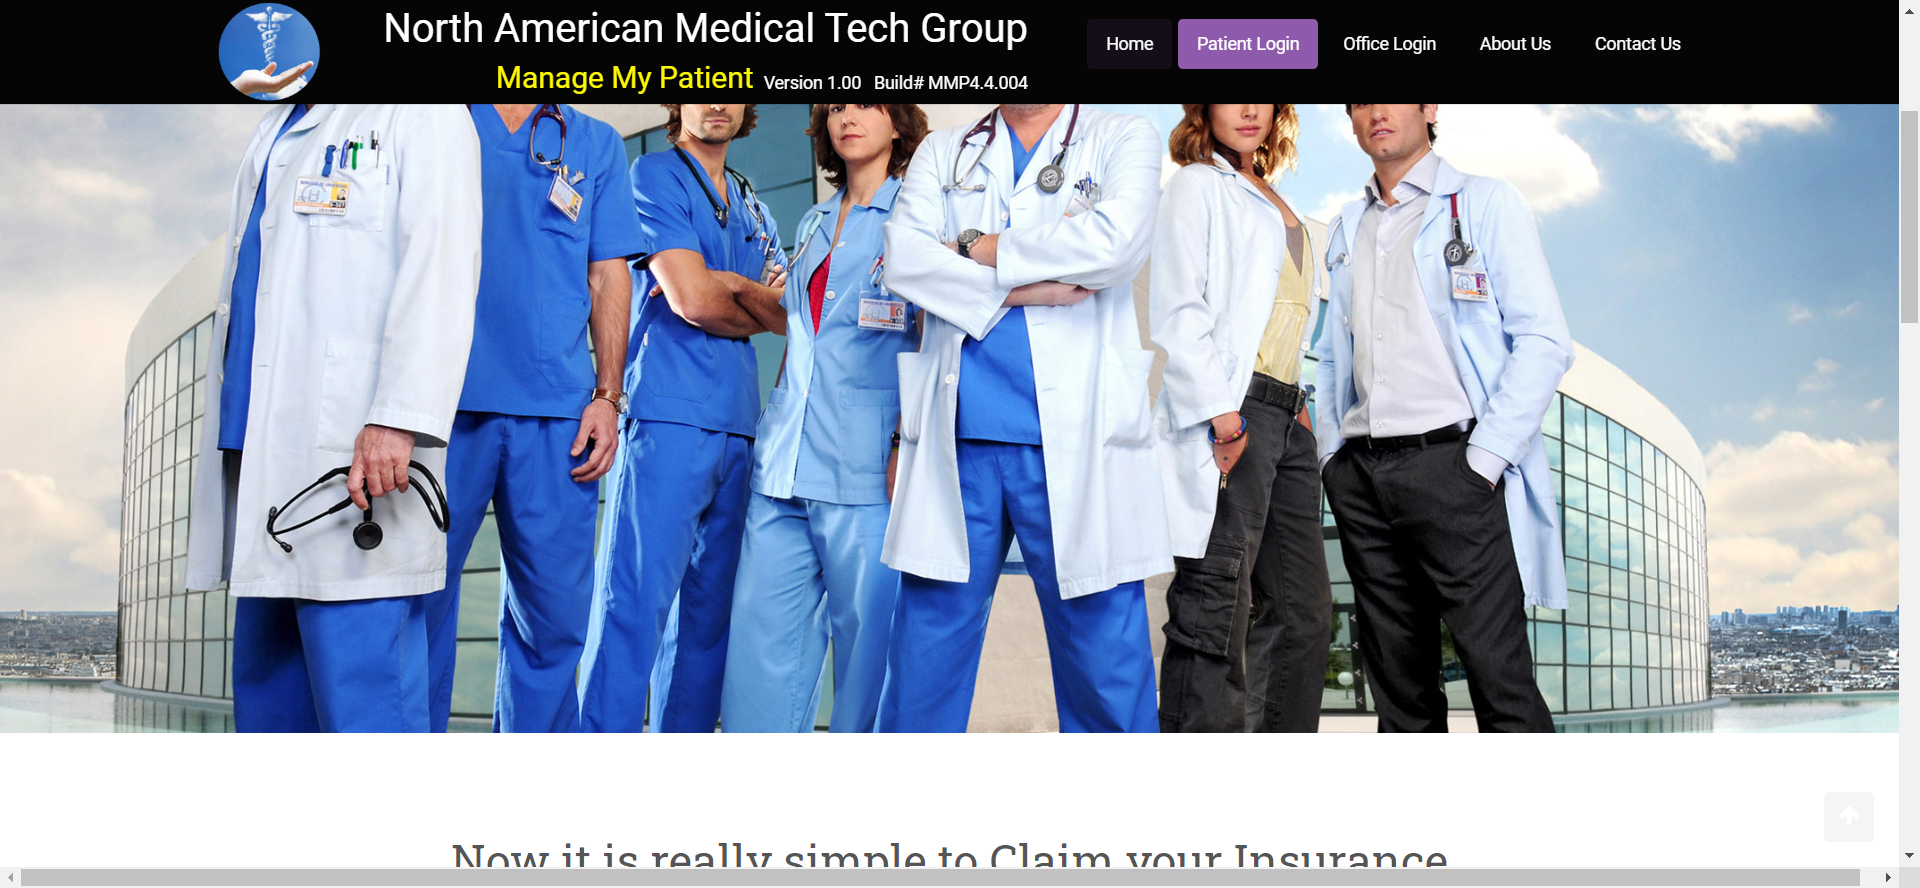 North American Medical Tech Group
Manage My Patient Version 1.00 Build# MMP4.4.004
Home Patient Login Office Login About Us Contact Us
Now it is really simple to Claim your Insurance